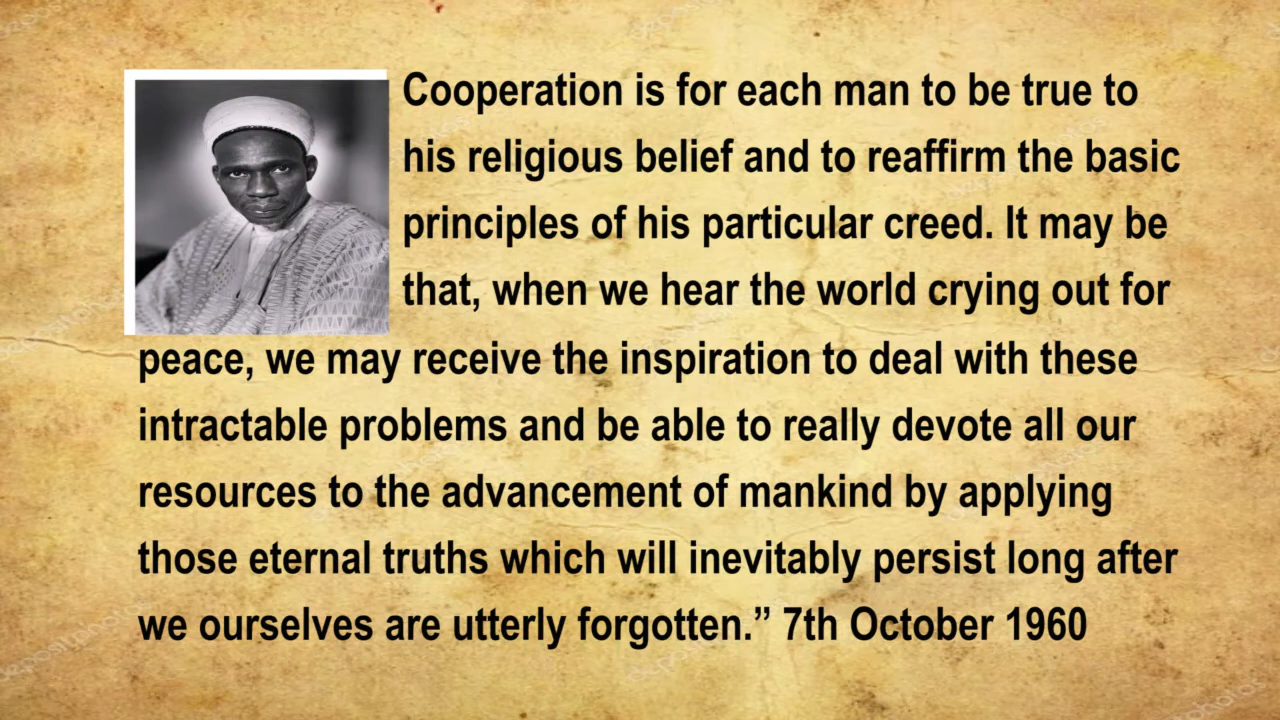 Cooperation is for each man to be true to
his religious belief and to reaffirm the basic
principles of his particular creed. It may be
that, when we hear the world crying out for
peace, we may receive the inspiration to deal with these
intractable problems and be able to really devote all our
resources to the advancement of mankind by applying
those eternal truths which will inevitably persist long after
we ourselves are utterly forgotten.” 7th October 1960